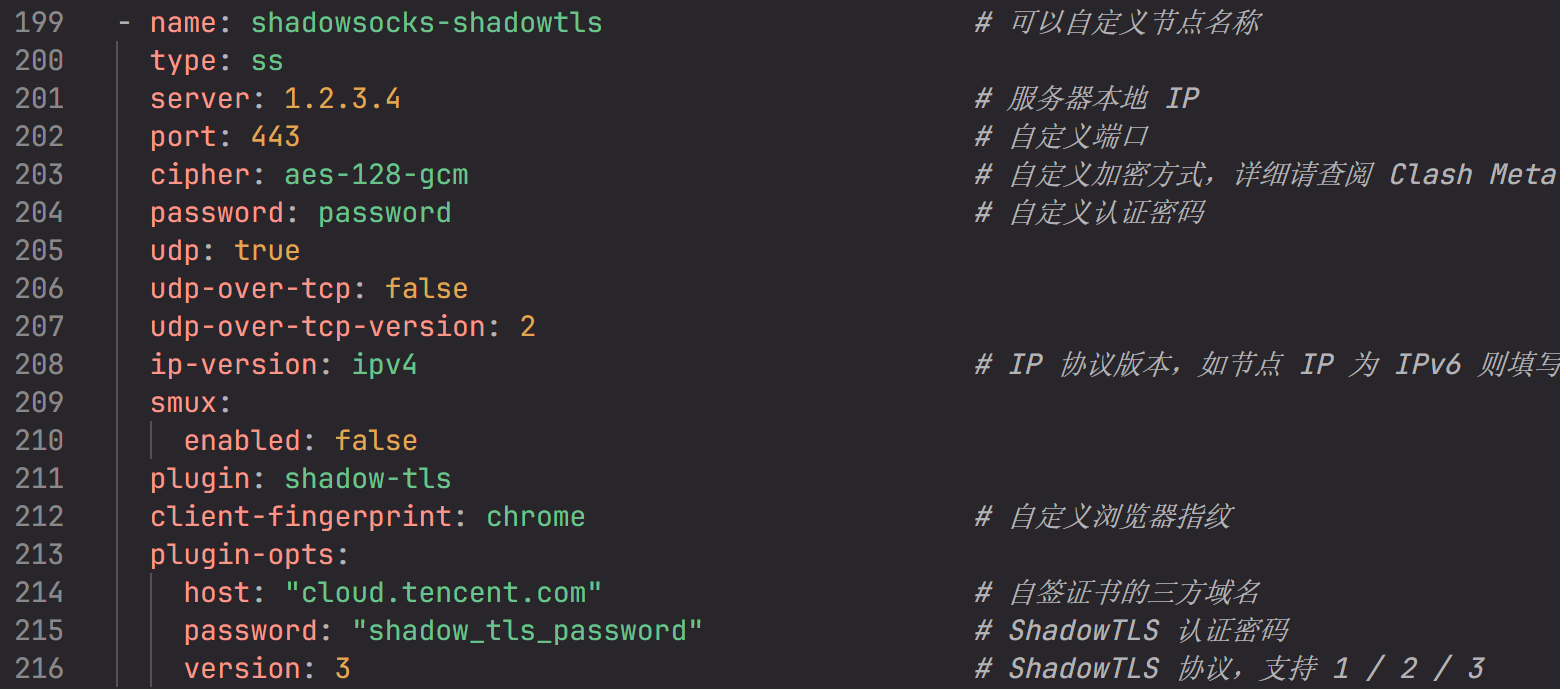 199 - name: shadowsocks-shadowtls # 可以自定义节点名称
200 type: ss
201 server: 1.2.3.4 # 服务器本地 IP
202 port: 443 # 自定义端口
203 cipher: aes-128-gcm # 自定义加密方式，详细请查阅 Clash Meta
204 password: password # 自定义认证密码
205 udp: true
206 udp-over-tcp: false
207 udp-over-tcp-version: 2
208 ip-version: ipv4 # IP 协议版本，如节点 IP 为 IPv6 则填写
209 smux:
210 enabled: false
211 plugin: shadow-tls
212 client-fingerprint: chrome # 自定义浏览器指纹
213 plugin-opts:
214 host: "cloud.tencent.com" # 自签证书的三方域名
215 password: "shadow_tls_password" # ShadowTLS 认证密码
216 version: 3 # ShadowTLS 协议，支持 1 / 2 / 3